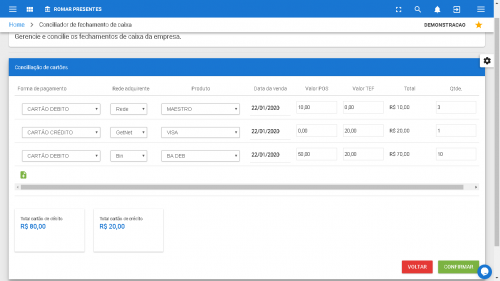 ROMAR PRESENTES
Home > Conciliador de fechamento de caixa
DEMONSTRACAO
Gerencie e concilie os fechamentos de caixa da empresa.
Conciliação de cartões
Forma de pagamento Rede adquirente Produto Data da venda Valor POS Valor TEF Total Qtde.
CARTÃO DEBITO Rede MAESTRO 22/01/2020 10,00 0,00 R$ 10,00 3
CARTÃO CRÉDITO GetNet VISA 22/01/2020 0,00 20,00 R$ 20,00 1
CARTÃO DEBITO Bin BA DEB 22/01/2020 50,00 20,00 R$ 70,00 10
Total cartão de débito
R$ 80,00
Total cartão de crédito
R$ 20,00
VOLTAR
CONFIRMAR